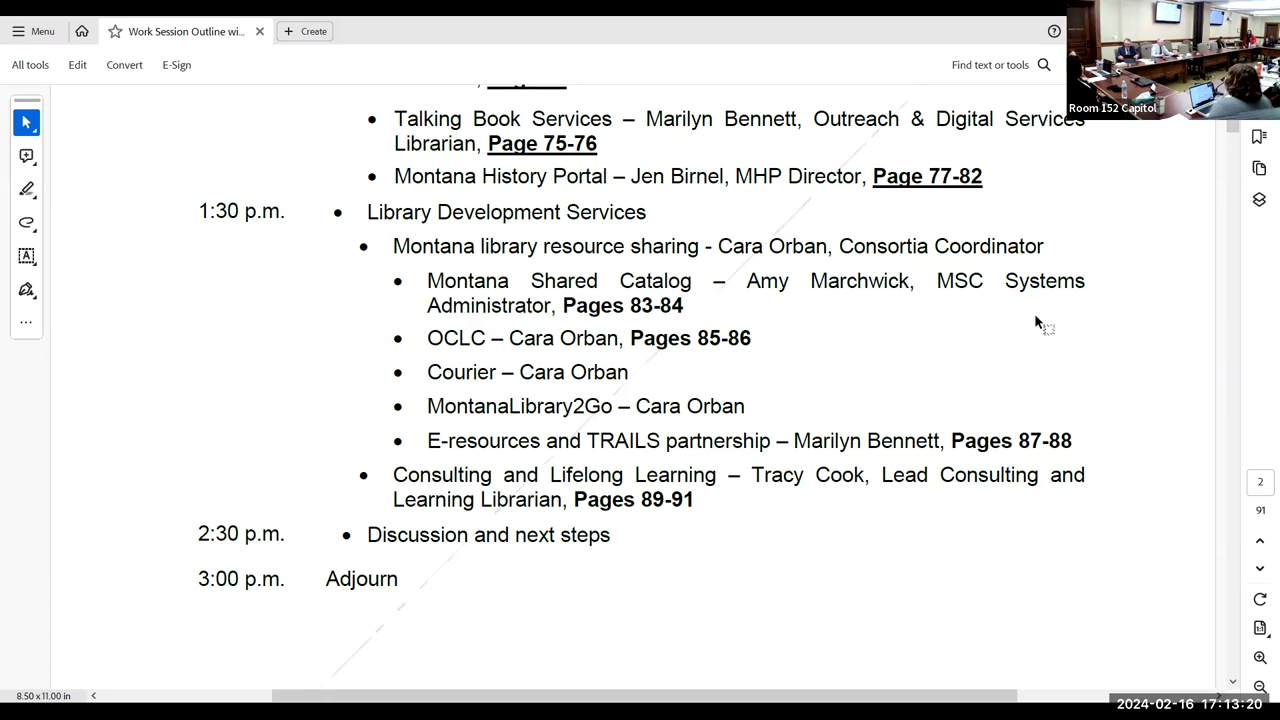 Menu
Work Session Outline wi...
Create
All tools
Edit
Convert
E-Sign
Find text or tools
Room 152 Capitol
• Talking Book Services – Marilyn Bennett, Outreach & Digital Services
Librarian, Page 75-76
• Montana History Portal – Jen Birnel, MHP Director, Page 77-82
1:30 p.m. • Library Development Services
• Montana library resource sharing - Cara Orban, Consortia Coordinator
• Montana Shared Catalog – Amy Marchwick, MSC Systems
Administrator, Pages 83-84
• OCLC – Cara Orban, Pages 85-86
• Courier – Cara Orban
• MontanaLibrary2Go – Cara Orban
• E-resources and TRAILS partnership – Marilyn Bennett, Pages 87-88
• Consulting and Lifelong Learning – Tracy Cook, Lead Consulting and
Learning Librarian, Pages 89-91
2:30 p.m. • Discussion and next steps
3:00 p.m. Adjourn
2
91
8.50 x 11.00 in
2024-02-16 17:13:20